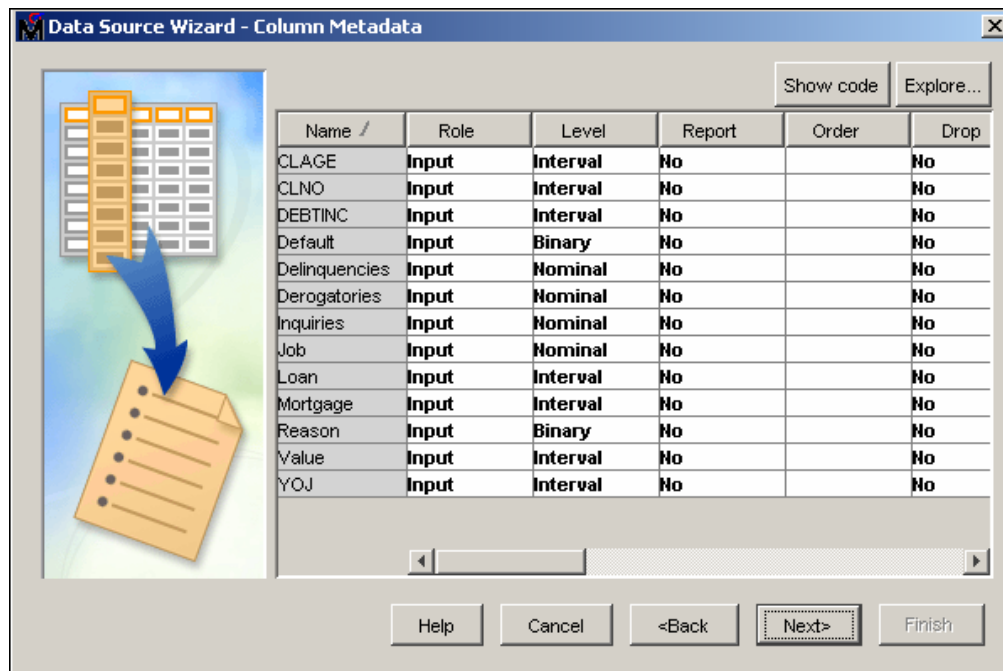 Data Source Wizard - Column Metadata
Show code Explore...
Name / Role Level Report Order Drop
CLAGE Input Interval No No
CLNO Input Interval No No
DEBTINC Input Interval No No
Default Input Binary No No
Delinquencies Input Nominal No No
Derogatories Input Nominal No No
Inquiries Input Nominal No No
Job Input Nominal No No
Loan Input Interval No No
Mortgage Input Interval No No
Reason Input Binary No No
Value Input Interval No No
YOJ Input Interval No No
Help Cancel <Back Next> Finish